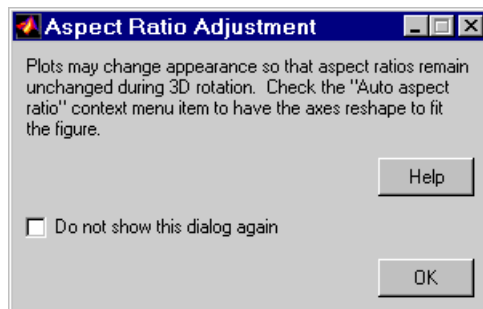 Aspect Ratio Adjustment
Plots may change appearance so that aspect ratios remain
unchanged during 3D rotation. Check the "Auto aspect
ratio" context menu item to have the axes reshape to fit
the figure.
Help
Do not show this dialog again
OK